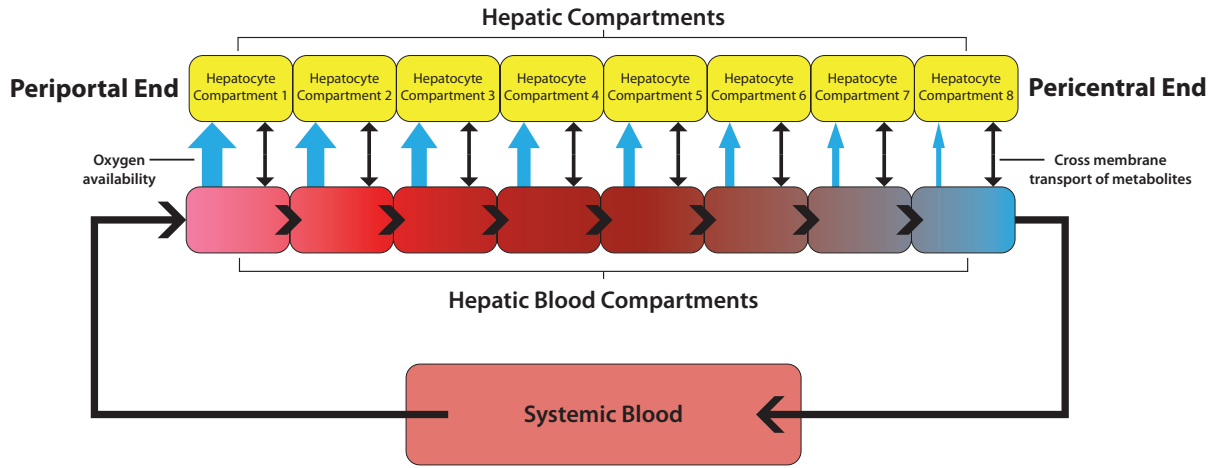 Hepatic Compartments
Periportal End
Hepatocyte
Compartment 1
Hepatocyte
Compartment 2
Hepatocyte
Compartment 3
Hepatocyte
Compartment 4
Hepatocyte
Compartment 5
Hepatocyte
Compartment 6
Hepatocyte
Compartment 7
Hepatocyte
Compartment 8
Pericentral End
Oxygen
availability
Cross membrane
transport of metabolites
Hepatic Blood Compartments
Systemic Blood